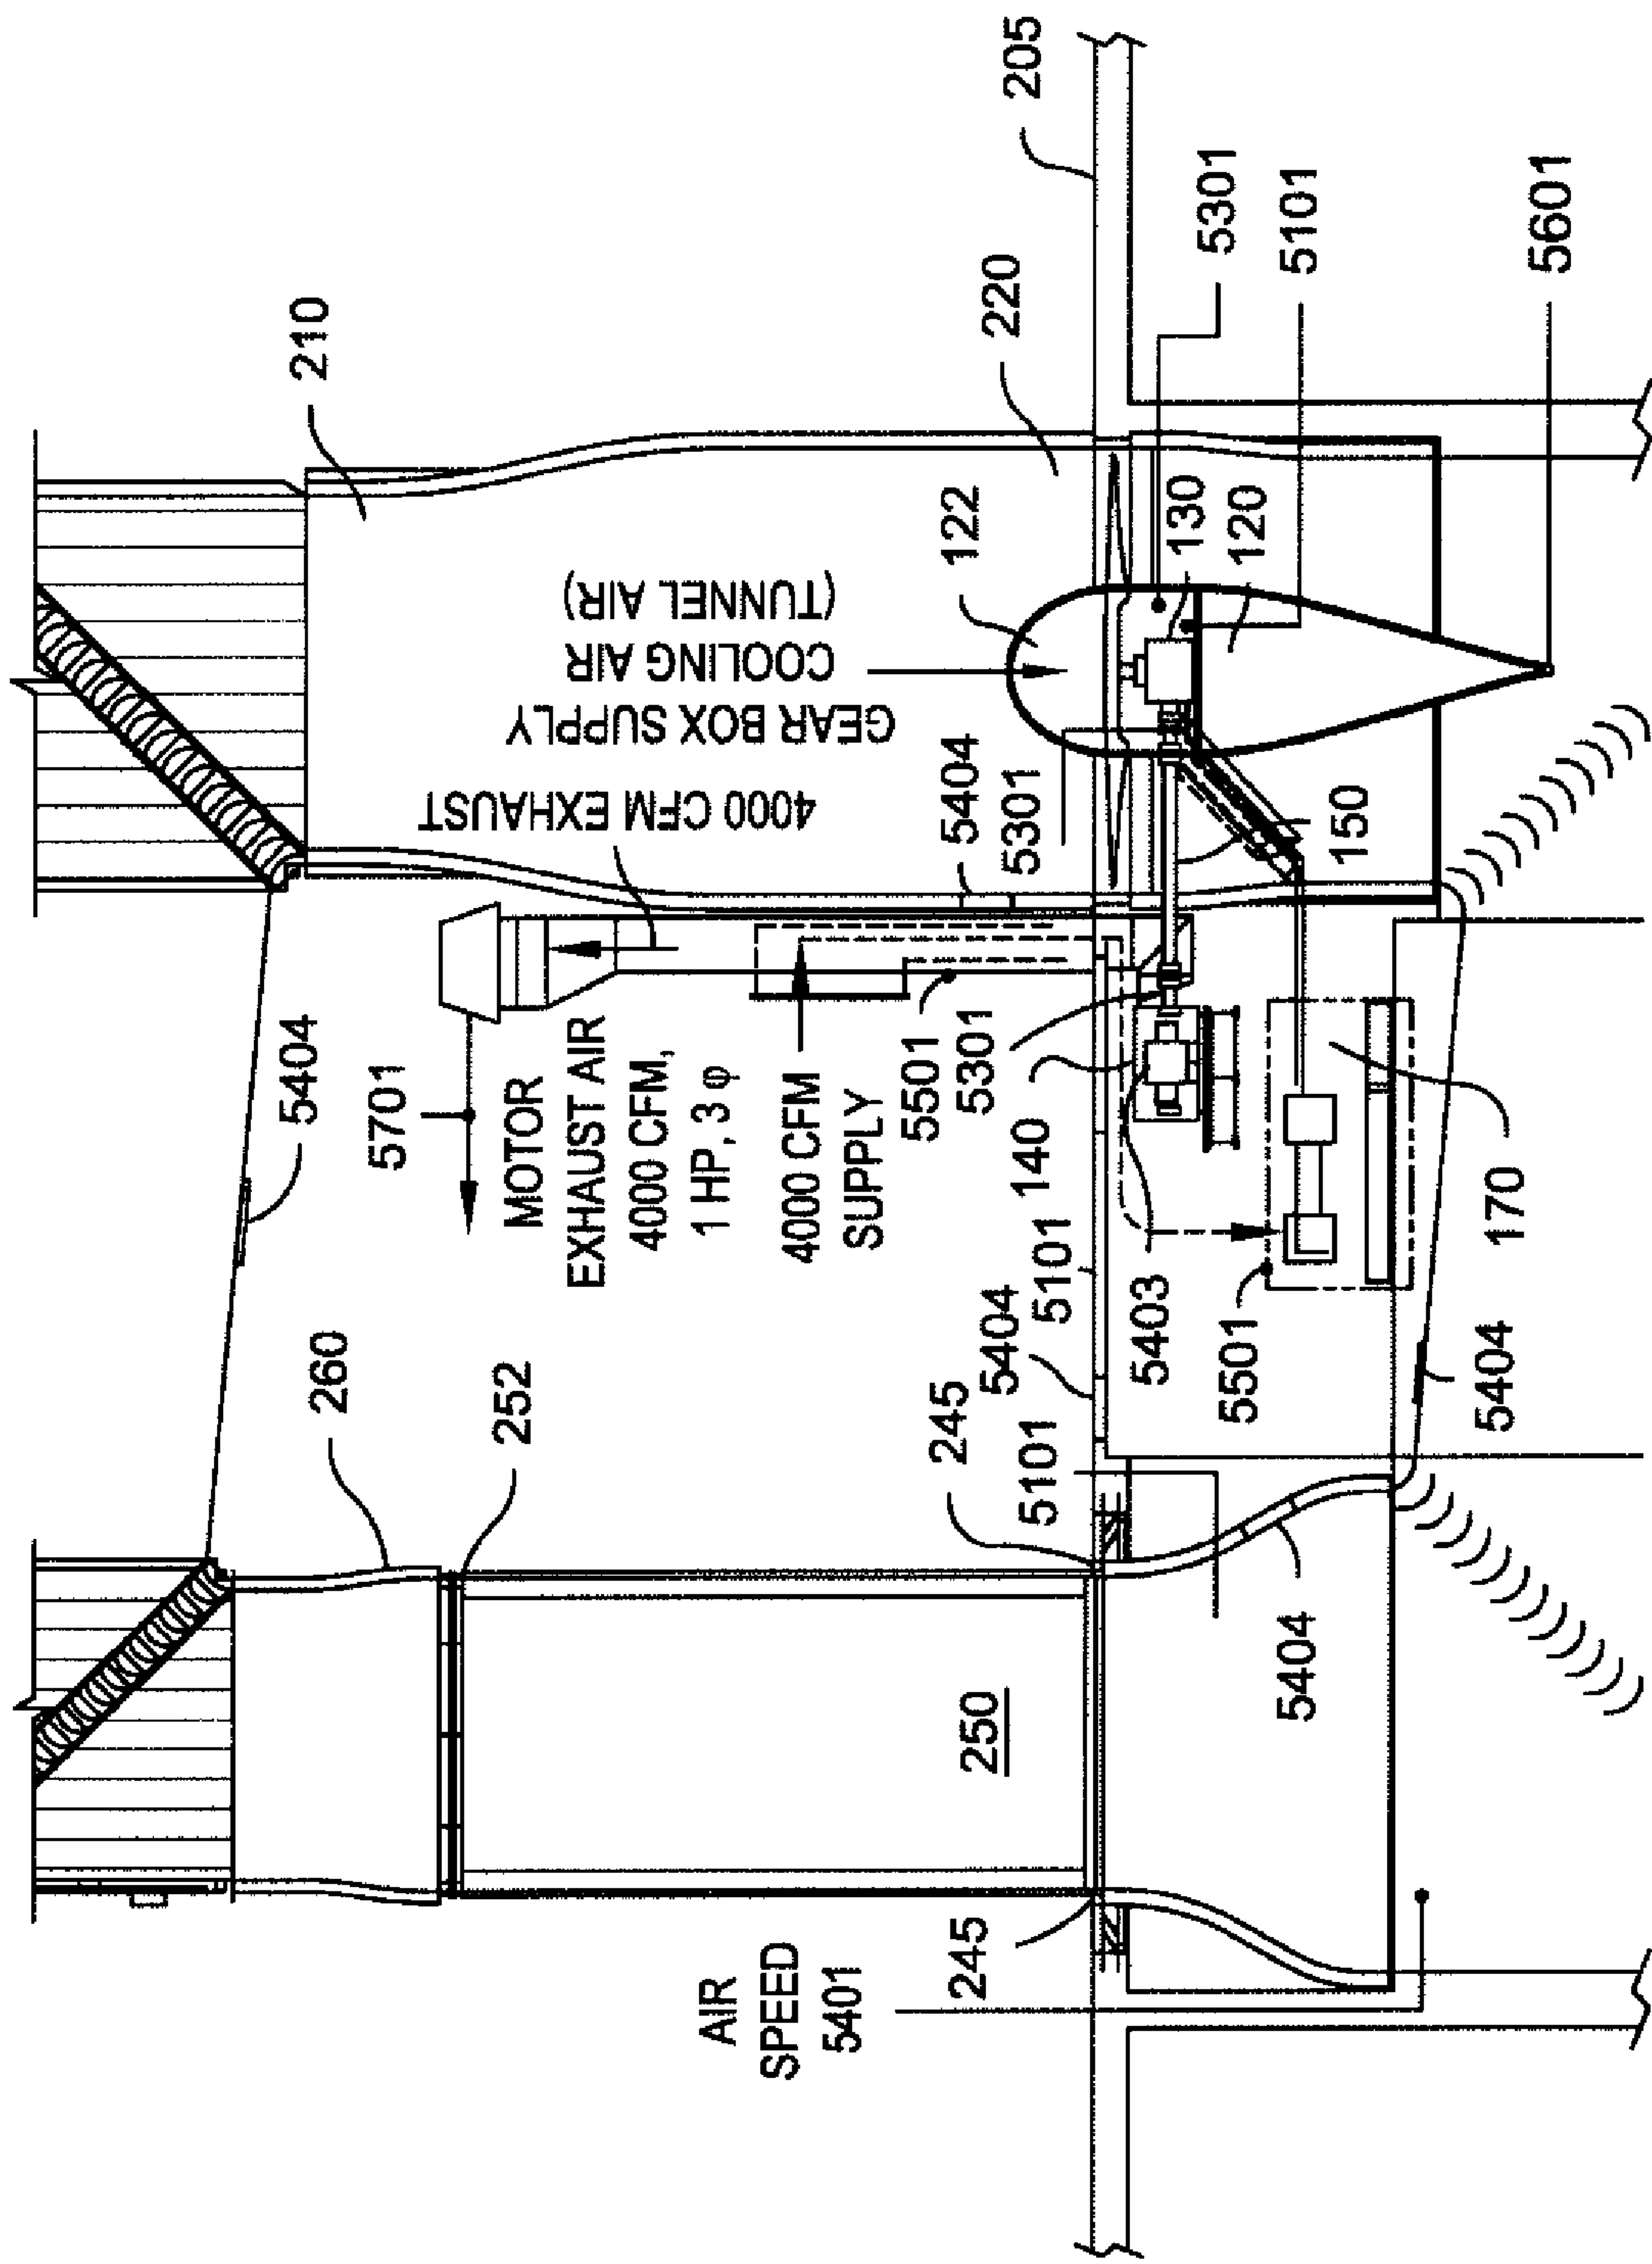 210
205
5404
5701
MOTOR
EXHAUST AIR
4000 CFM,
1 HP, 3 φ
4000 CFM
SUPPLY
4000 CFM EXHAUST
GEAR BOX SUPPLY
COOLING AIR
(TUNNEL AIR)
122
220
5301
5101
5601
130
120
5404
5301
150
5501
5301
140
5101
5404
5403
5501
170
5404
260
252
245
5101
250
5404
245
AIR
SPEED
5401